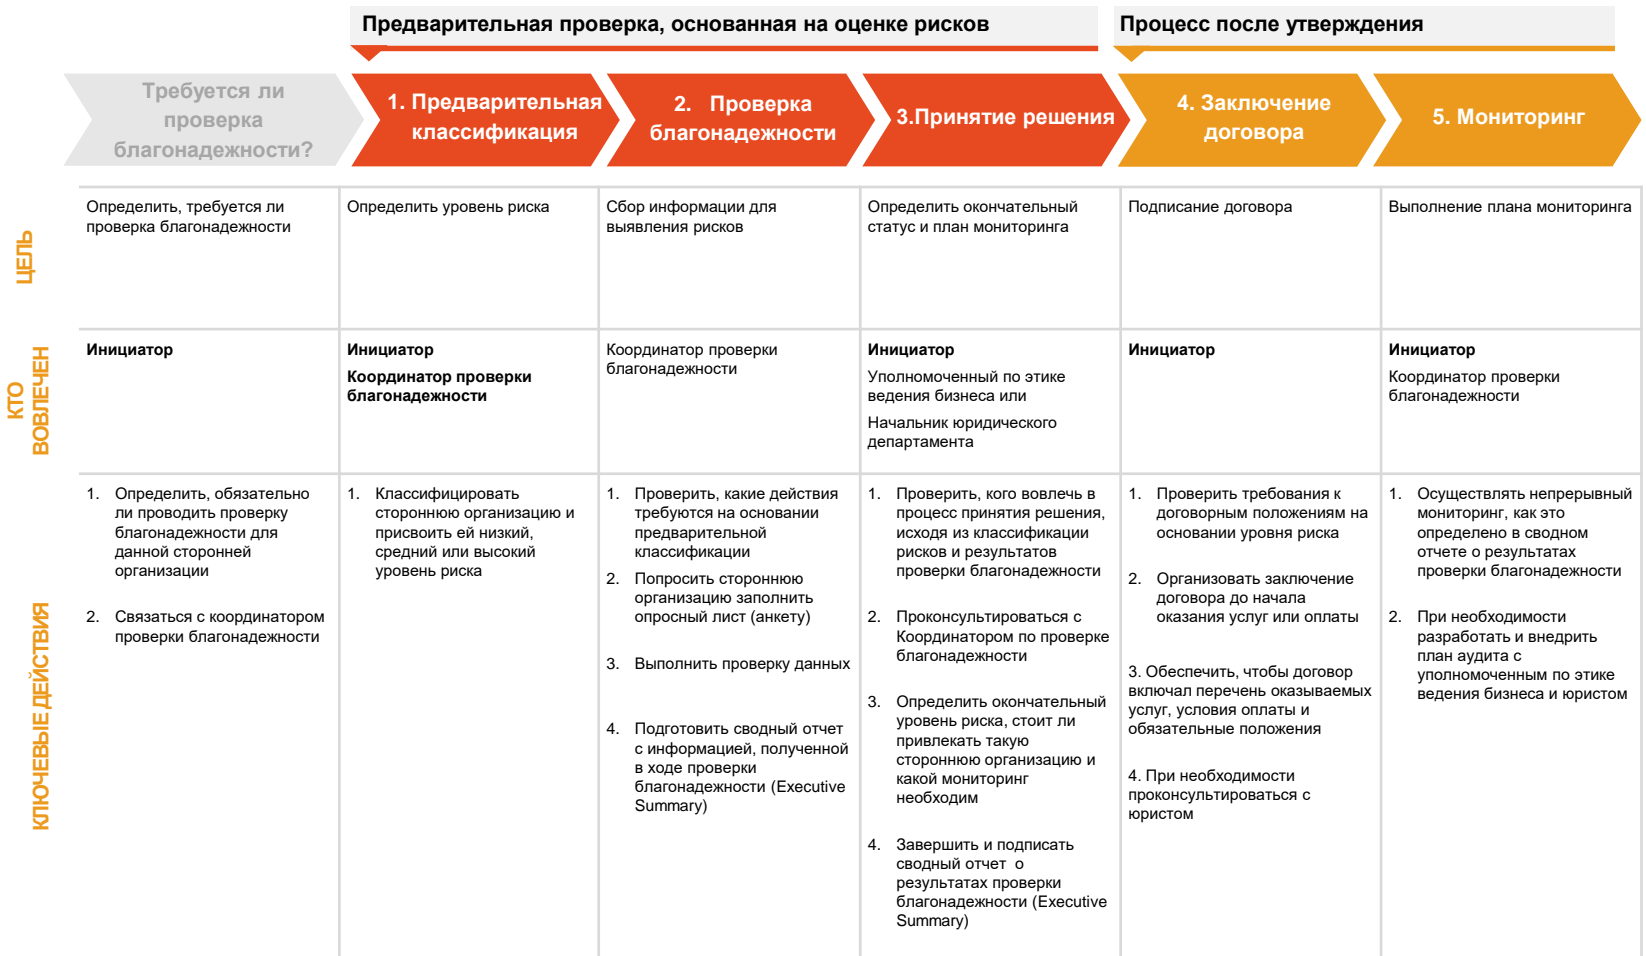 Предварительная проверка, основанная на оценке рисков
Процесс после утверждения
Требуется ли
проверка
благонадежности?
1. Предварительная
классификация
2. Проверка
благонадежности
3.Принятие решения
4. Заключение
договора
5. Мониторинг
ЦЕЛЬ
Определить, требуется ли
проверка благонадежности
Определить уровень риска
Сбор информации для
выявления рисков
Определить окончательный
статус и план мониторинга
Подписание договора
Выполнение плана мониторинга
КТО
ВОВЛЕЧЕН
Инициатор
Инициатор
Координатор проверки
благонадежности
Координатор проверки
благонадежности
Инициатор
Уполномоченный по этике
ведения бизнеса или
Начальник юридического
департамента
Инициатор
Инициатор
Координатор проверки
благонадежности
КЛЮЧЕВЫЕ ДЕЙСТВИЯ
1. Определить, обязательно
ли проводить проверку
благонадежности для
данной сторонней
организации
2. Связаться с координатором
проверки благонадежности
1. Классифицировать
стороннюю организацию и
присвоить ей низкий,
средний или высокий
уровень риска
1. Проверить, какие действия
требуются на основании
предварительной
классификации
2. Попросить стороннюю
организацию заполнить
опросный лист (анкету)
3. Выполнить проверку данных
4. Подготовить сводный отчет
с информацией, полученной
в ходе проверки
благонадежности (Executive
Summary)
1. Проверить, кого вовлечь в
процесс принятия решения,
исходя из классификации
рисков и результатов
проверки благонадежности
2. Проконсультироваться с
Координатором по проверке
благонадежности
3. Определить окончательный
уровень риска, стоит ли
привлекать такую
стороннюю организацию и
какой мониторинг
необходим
4. Завершить и подписать
сводный отчет о
результатах проверки
благонадежности (Executive
Summary)
1. Проверить требования к
договорным положениям на
основании уровня риска
2. Организовать заключение
договора до начала
оказания услуг или оплаты
3. Обеспечить, чтобы договор
включал перечень оказываемых
услуг, условия оплаты и
обязательные положения
4. При необходимости
проконсультироваться с
юристом
1. Осуществлять непрерывный
мониторинг, как это
определено в сводном
отчете о результатах
проверки благонадежности
2. При необходимости
разработать и внедрить
план аудита с
уполномоченным по этике
ведения бизнеса и юристом